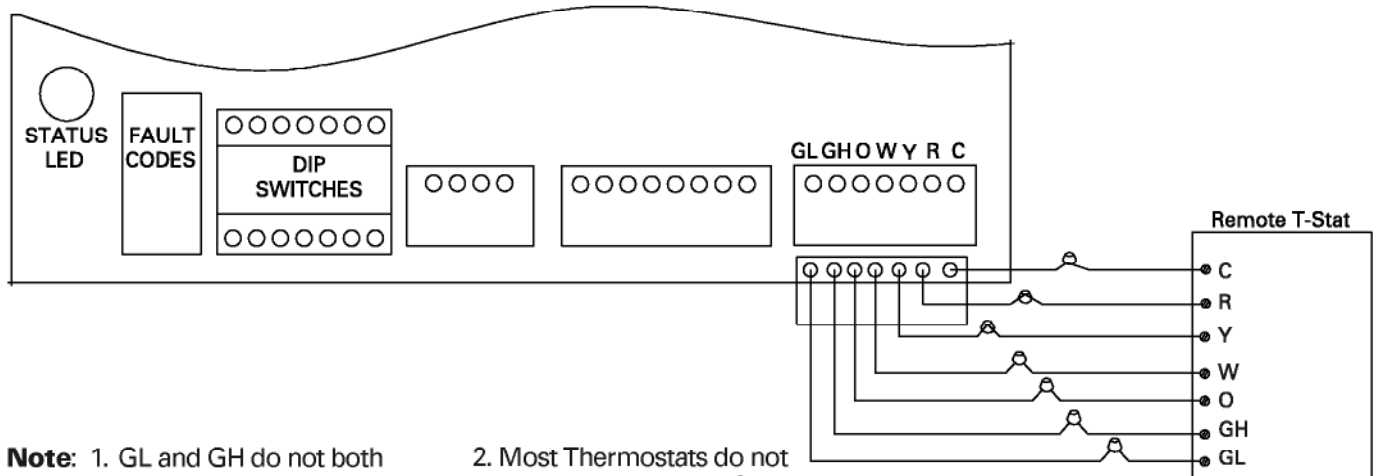 STATUS
LED
FAULT
CODES
DIP
SWITCHES
GL GH O W Y R C
Remote T-Stat
C
R
Y
W
O
GH
GL
Note: 1. GL and GH do not both
2. Most Thermostats do not